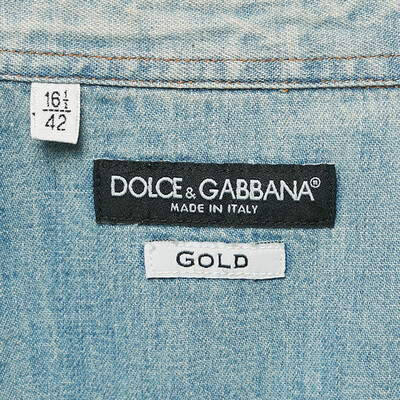 16½
42
DOLCE & GABBANA®
MADE IN ITALY
GOLD